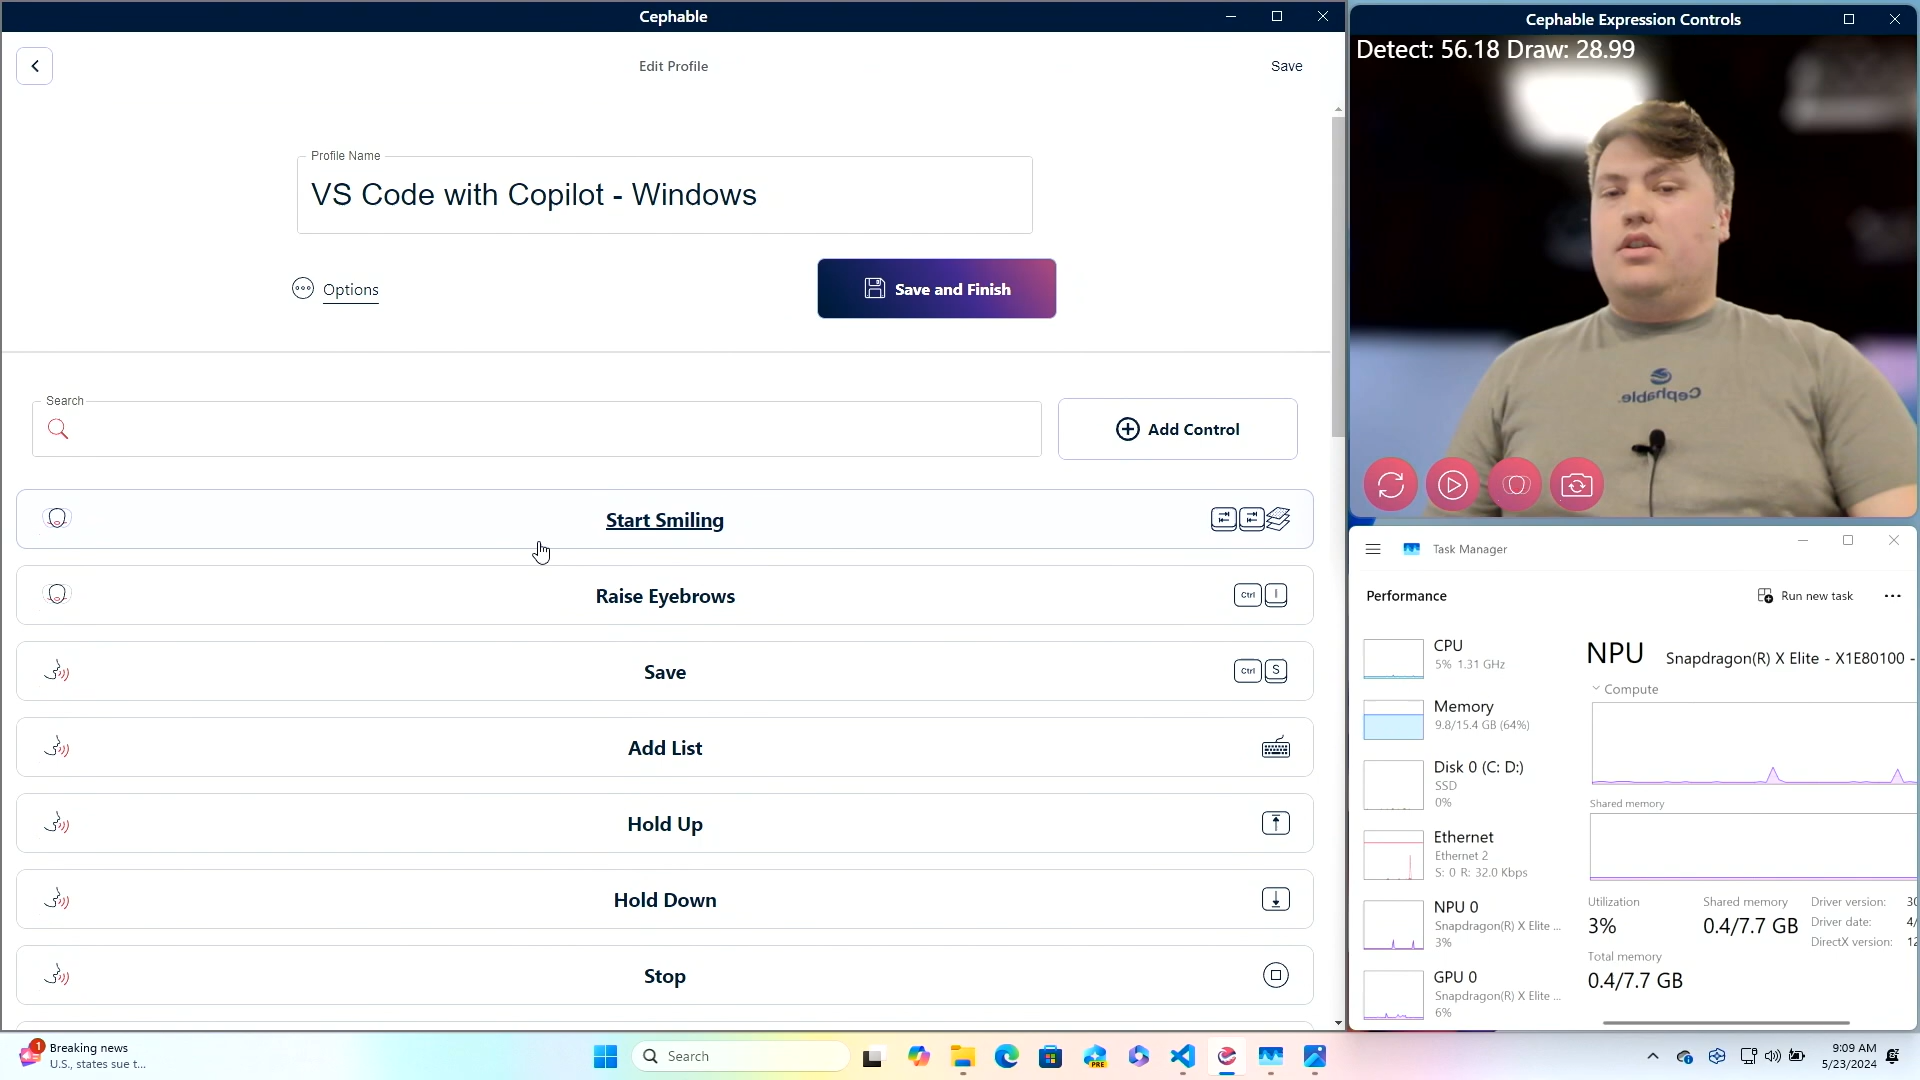 Cephable
Edit Profile
Save
Profile Name
VS Code with Copilot - Windows
Options
Save and Finish
Search
Add Control
Start Smiling
Raise Eyebrows
Ctrl I
Save
Ctrl S
Add List
Hold Up
Hold Down
Stop
Cephable Expression Controls
Detect: 56.18 Draw: 28.99
Cephable.
Task Manager
Performance
Run new task
CPU
5% 1.31 GHz
Memory
9.8/15.4 GB (64%)
Disk 0 (C: D:)
SSD
0%
Ethernet
Ethernet 2
S: 0 R: 32.0 Kbps
NPU 0
Snapdragon(R) X Elite ...
3%
GPU 0
Snapdragon(R) X Elite ...
6%
NPU
Snapdragon(R) X Elite - X1E80100 -
Compute
Shared memory
Utilization
3%
Shared memory
0.4/7.7 GB
Driver version: 30
Driver date: 4/
DirectX version: 12
Total memory
0.4/7.7 GB
1
Breaking news
U.S., states sue t...
Search
PRE
9:09 AM
5/23/2024